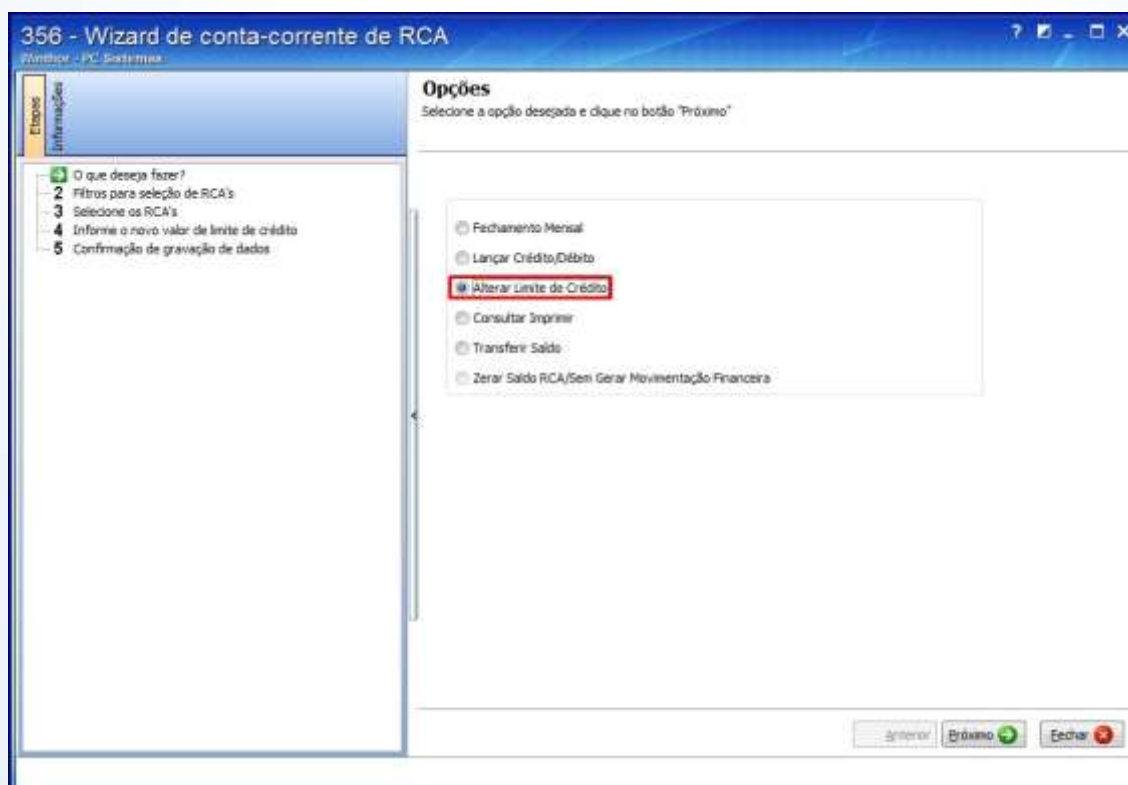 356 - Wizard de conta-corrente de RCA
Winthor - PC Sistemas
Etapas
Informações
O que deseja fazer?
2 Filtros para seleção de RCA's
3 Selecione os RCA's
4 Informe o novo valor de limite de crédito
5 Confirmação de gravação de dados
Opções
Selecione a opção desejada e clique no botão "Próximo"
Fechamento Mensal
Lançar Crédito/Débito
Alterar Limite de Crédito
Consultar Imprimir
Transferir Saldo
Zerar Saldo RCA/Sem Gerar Movimentação Financeira
Anterior
Próximo
Fechar